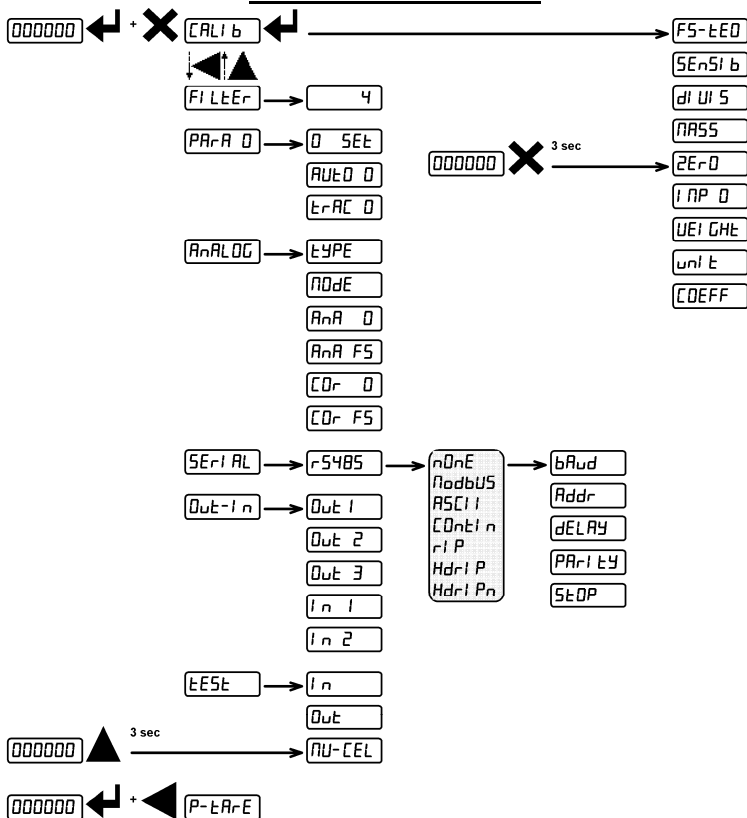 000000 + CALIb FS-tEO
SEnSIb
FILtEr 4 dIVIS
MASS
PArA 0 0 SEt 000000 3 sec ZErO
AUtO 0 INP 0
trAC 0 UEIGHt
AnALOG tYPE unIt
MOdE COEFF
AnA 0
AnA FS
COr 0
COr FS
SErIAL rS485 nOnE bAud
ModbUS
ASCII Addr
COntIn dELAY
rIP
HdrIP PArItY
HdrIPn StOP
Out-In Out 1
Out 2
Out 3
In 1
In 2
tESt In
Out
000000 3 sec MU-CEL
000000 + P-tArE